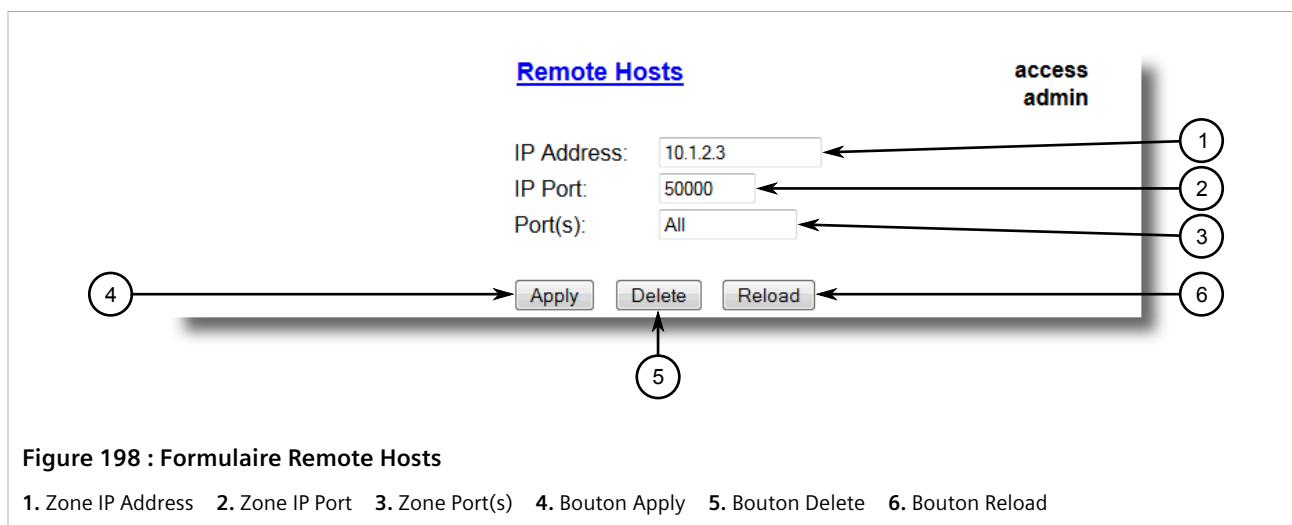 Remote Hosts
access
admin
IP Address: 10.1.2.3
1
IP Port: 50000
2
Port(s): All
3
4
Apply Delete Reload
6
5
Figure 198 : Formulaire Remote Hosts
1. Zone IP Address 2. Zone IP Port 3. Zone Port(s) 4. Bouton Apply 5. Bouton Delete 6. Bouton Reload